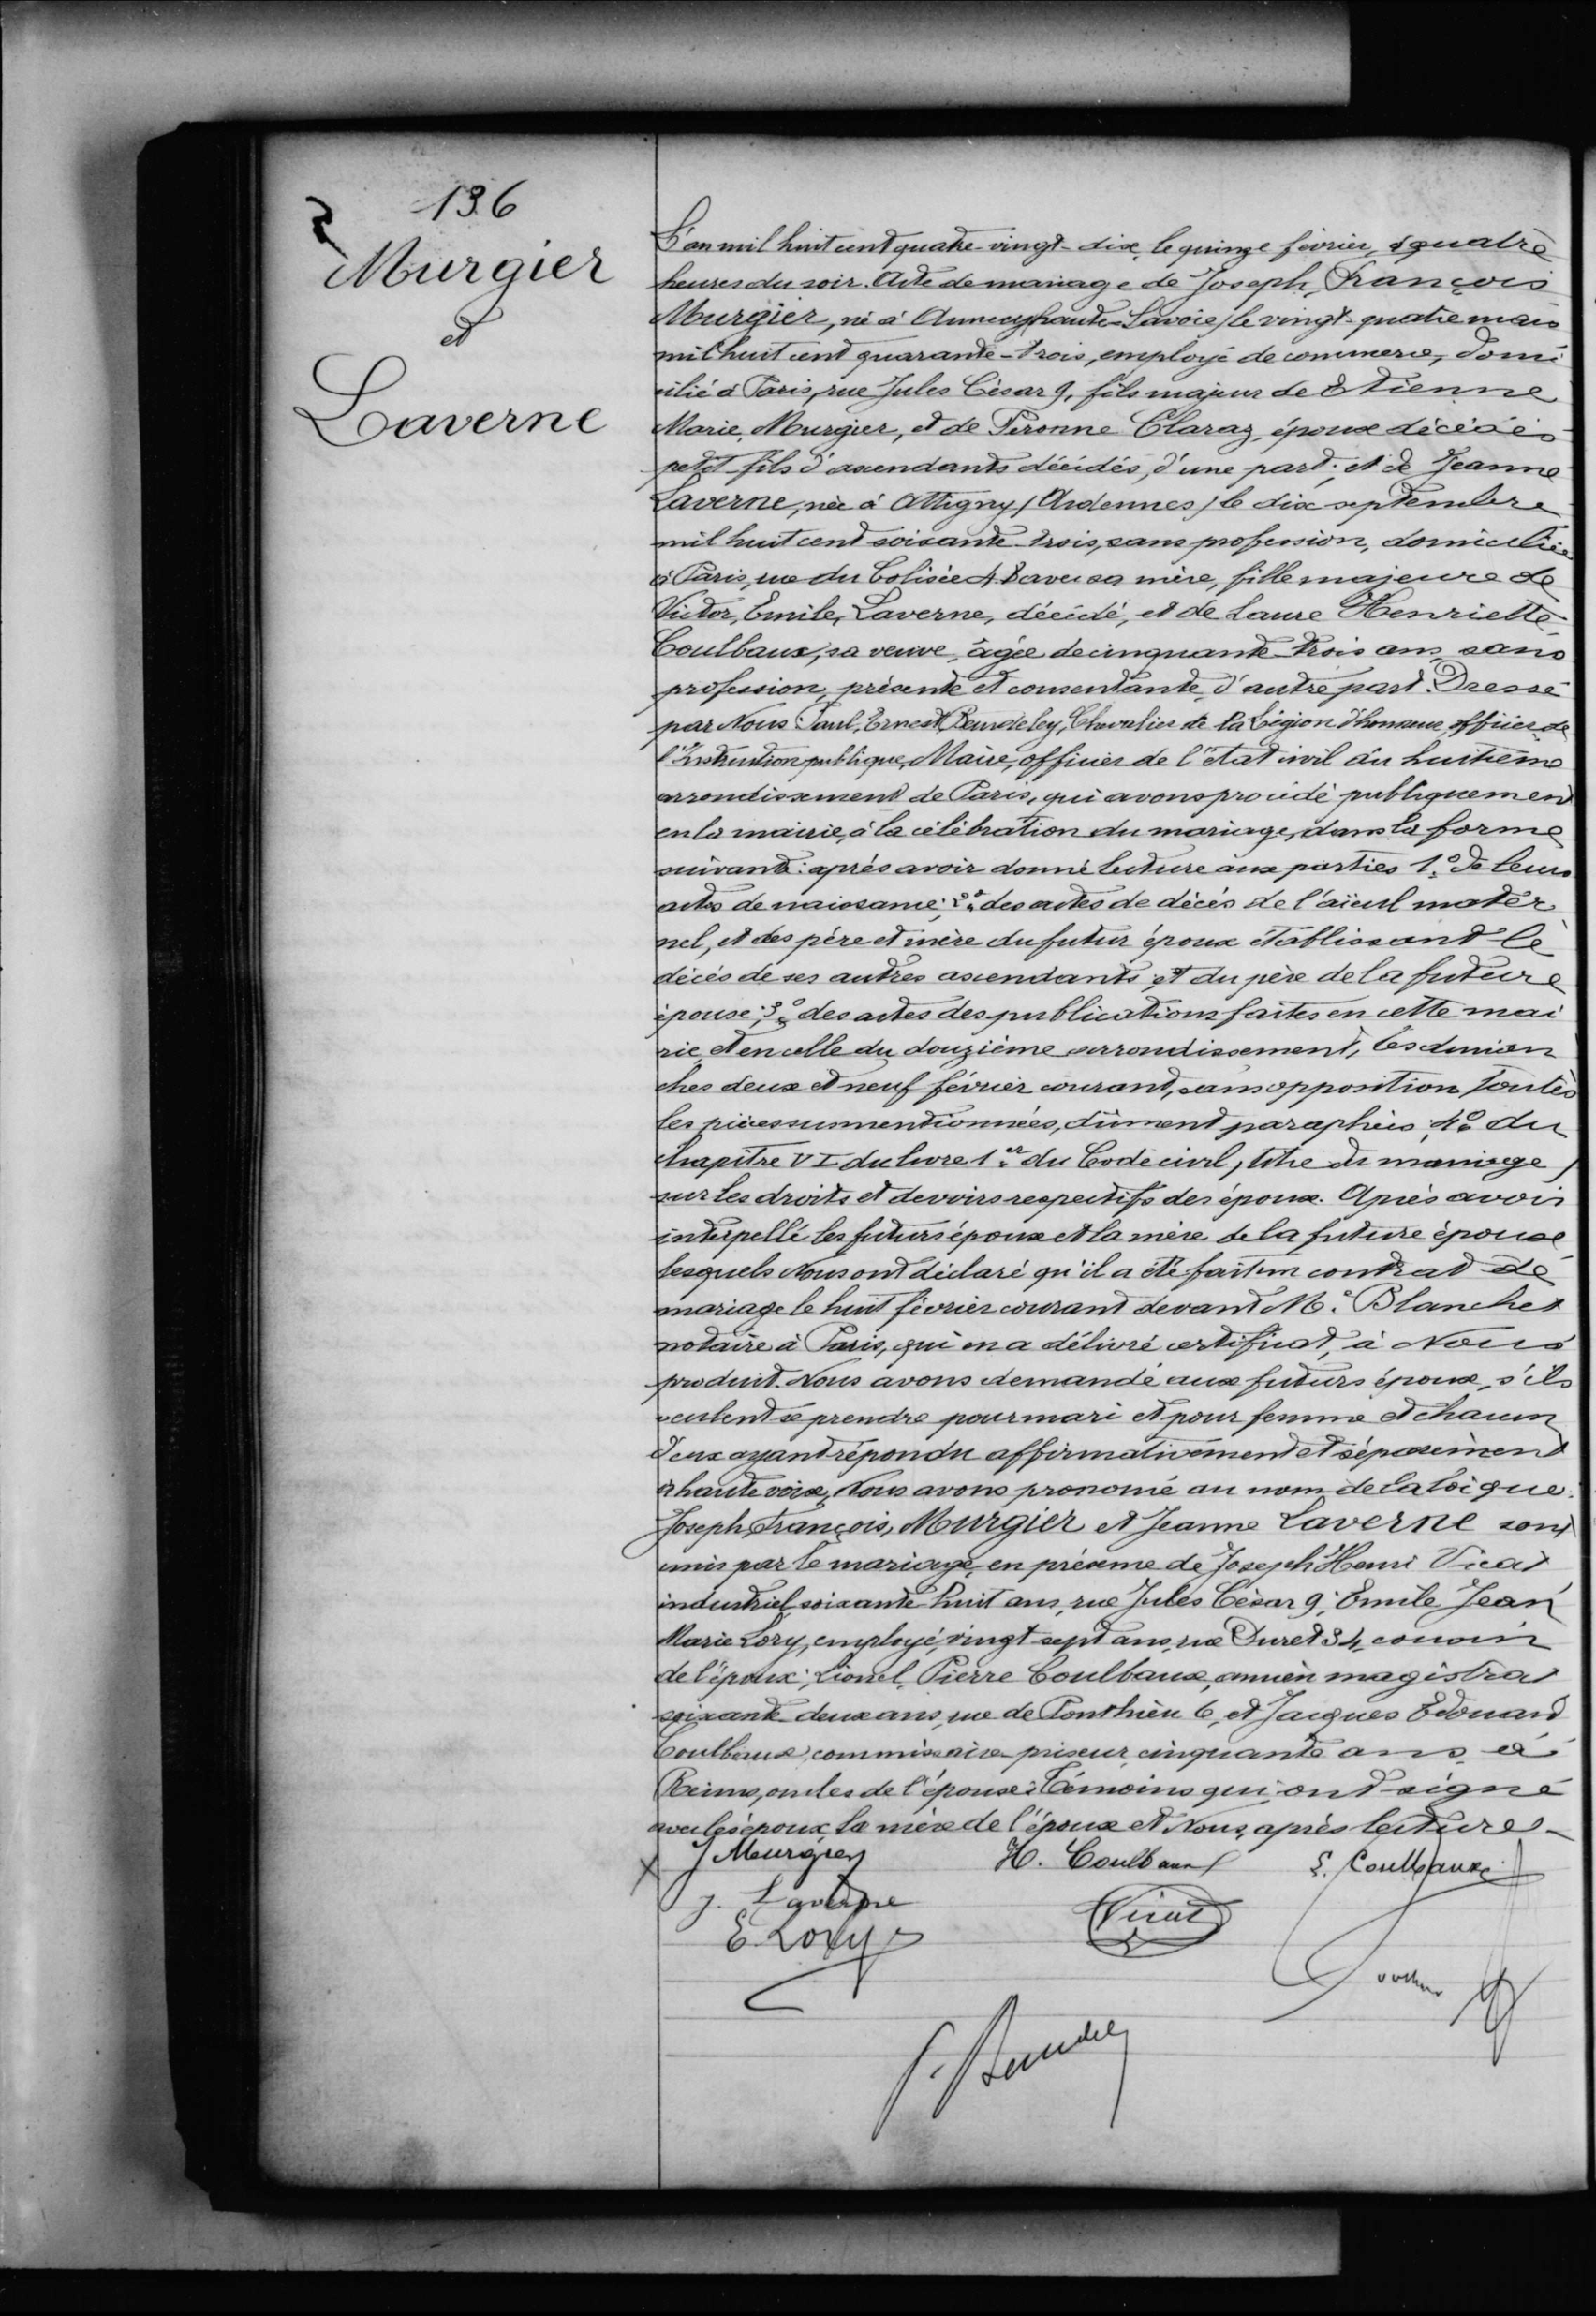 136
Murgier
et
Laverne
L'an mil huit cent quatre-vingt-dix, le quinze février, à quatre
heures du soir. Acte de mariage de Joseph, François
Murgier, né à Annecy (haute-Savoie) le vingt-quatre mars
mil huit cent quarante-trois, employé de commerce, domi
cilié à Paris, rue Jules César 9, fils majeur de Etienne
Marie, Murgier, et de Peronne Claraz, époux décédés
petit fils d'ascendants décédés, d'une part; et de Jeanne
Laverne, née à Attigny (Ardennes) le dix septembre
mil huit cent soixante-trois, sans profession, domiciliée
à Paris, rue du Colisée 48 avec sa mère, fille majeure de
Victor, Emile, Laverne, décédé, et de Laure Henriette
Coulbaux, sa veuve, âgée de cinquante-trois ans, sans
profession, présente et consentante, d'autre part. Dressé
par Nous Paul, Ernest Beurdeley, Chevalier de la Légion d'honneur, officier de
l'Instruction publique, Maire, officier de l'état civil du huitième
arrondissement de Paris, qui avons procédé publiquement
en la mairie, à la célébration du mariage, dans la forme
suivante: après avoir donné lecture aux parties 1º de leurs
actes de naissance; 2º des actes de décès de l'aïeul mater
nel, et des père et mère du futur époux établissant le
décès de ses autres ascendants, et du père de la future
épouse; 3º des actes des publications faites en cette mai
rie, et en celle du douzième arrondissement, les diman
ches deux et neuf février courant, sans opposition toutes
les pièces susmentionnées, dûment paraphées; 4º du
chapitre VI du livre 1er du Code civil, titre du mariage,
sur les droits et devoirs respectifs des époux. Après avoir
interpellé les futurs époux et la mère de la future épouse
lesquels Nous ont déclaré qu'il a été fait un contrat de
mariage le huit février courant devant Me Blanchet
notaire à Paris, qui en a délivré certificat, à Nous
produit. Nous avons demandé aux futurs époux, s'ils
veulent se prendre pour mari et pour femme et chacun
d'eux ayant répondu affirmativement et séparément
à haute voix, Nous avons prononcé au nom de la loi que
Joseph, François, Murgier et Jeanne Laverne sont
unis par le mariage, en présence de Joseph Henri Vicat
industriel, soixante huit ans, rue Jules César 9; Emile Jean
Marie Lory, employé, vingt sept ans, rue Duret 34, cousin
de l'époux; Lionel, Pierre Coulbaux, ancien magistrat
soixante-deux ans, rue de Ponthieu 6, et Jacques Edouard
Coulbaux, commissaire-priseur, cinquante ans, à
Reims, oncles de l'épouse; Témoins qui ont signé
avec les époux, la mère de l'époux et Nous, après lecture.
J Murgier H. Coulbaux L. Coulbaux
J. Laverne
E. Lory Vicat
P. Beurdeley